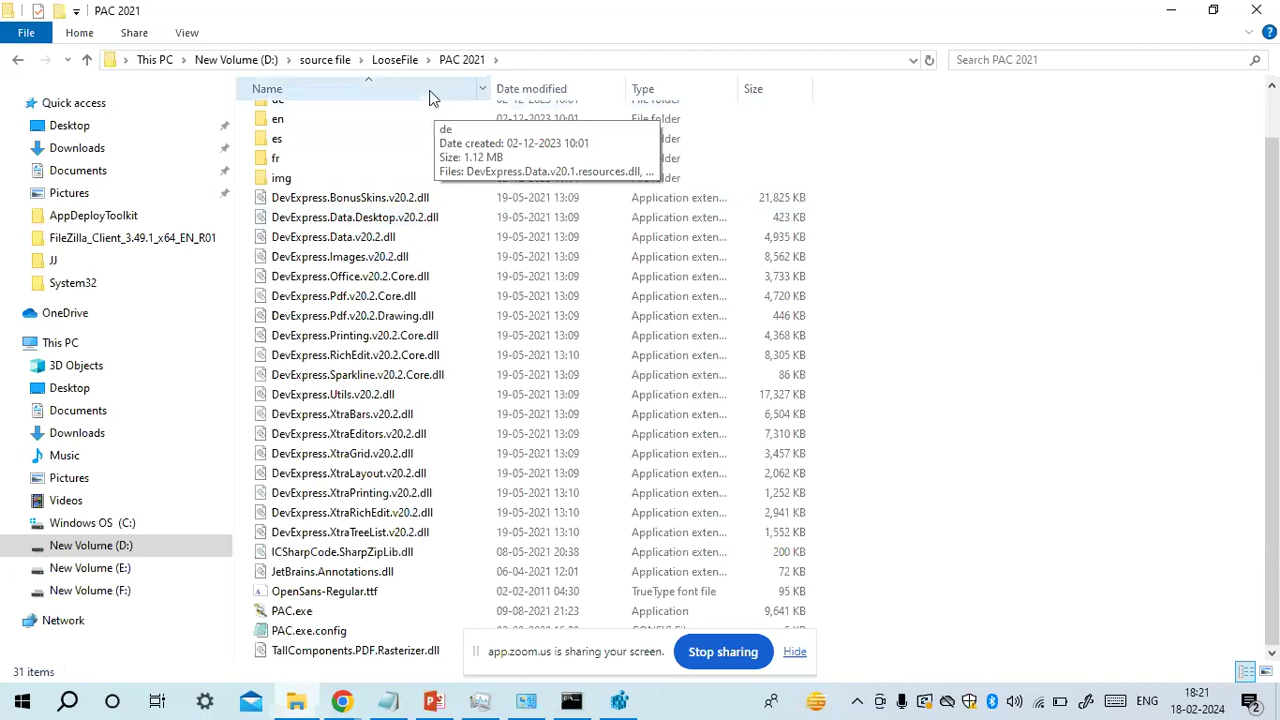 PAC 2021
File Home Share View
This PC New Volume (D:) source file LooseFile PAC 2021 Search PAC 2021
Name Date modified Type Size
Quick access
Desktop
Downloads
Documents
Pictures
AppDeployToolkit
FileZilla_Client_3.49.1_x64_EN_R01
JJ
System32
OneDrive
This PC
3D Objects
Desktop
Documents
Downloads
Music
Pictures
Videos
Windows OS (C:)
New Volume (D:)
New Volume (E:)
New Volume (F:)
Network
de 02-12-2023 10:01 File folder
en 02-12-2023 10:01 File folder
es folder
fr folder
img folder
de
Date created: 02-12-2023 10:01
Size: 1.12 MB
Files: DevExpress.Data.v20.1.resources.dll, ...
DevExpress.BonusSkins.v20.2.dll 19-05-2021 13:09 Application exten... 21,825 KB
DevExpress.Data.Desktop.v20.2.dll 19-05-2021 13:09 Application exten... 423 KB
DevExpress.Data.v20.2.dll 19-05-2021 13:09 Application exten... 4,935 KB
DevExpress.Images.v20.2.dll 19-05-2021 13:09 Application exten... 8,562 KB
DevExpress.Office.v20.2.Core.dll 19-05-2021 13:09 Application exten... 3,733 KB
DevExpress.Pdf.v20.2.Core.dll 19-05-2021 13:09 Application exten... 4,720 KB
DevExpress.Pdf.v20.2.Drawing.dll 19-05-2021 13:09 Application exten... 446 KB
DevExpress.Printing.v20.2.Core.dll 19-05-2021 13:09 Application exten... 4,368 KB
DevExpress.RichEdit.v20.2.Core.dll 19-05-2021 13:10 Application exten... 8,305 KB
DevExpress.Sparkline.v20.2.Core.dll 19-05-2021 13:09 Application exten... 86 KB
DevExpress.Utils.v20.2.dll 19-05-2021 13:09 Application exten... 17,327 KB
DevExpress.XtraBars.v20.2.dll 19-05-2021 13:09 Application exten... 6,504 KB
DevExpress.XtraEditors.v20.2.dll 19-05-2021 13:09 Application exten... 7,310 KB
DevExpress.XtraGrid.v20.2.dll 19-05-2021 13:09 Application exten... 3,457 KB
DevExpress.XtraLayout.v20.2.dll 19-05-2021 13:09 Application exten... 2,062 KB
DevExpress.XtraPrinting.v20.2.dll 19-05-2021 13:10 Application exten... 1,252 KB
DevExpress.XtraRichEdit.v20.2.dll 19-05-2021 13:10 Application exten... 2,941 KB
DevExpress.XtraTreeList.v20.2.dll 19-05-2021 13:10 Application exten... 1,552 KB
ICSharpCode.SharpZipLib.dll 08-05-2021 20:38 Application exten... 200 KB
JetBrains.Annotations.dll 06-04-2021 12:01 Application exten... 72 KB
OpenSans-Regular.ttf 02-02-2011 04:30 TrueType font file 95 KB
PAC.exe 09-08-2021 21:23 Application 9,641 KB
PAC.exe.config
TallComponents.PDF.Rasterizer.dll
app.zoom.us is sharing your screen. Stop sharing Hide
31 items
ENG 18:21
18-02-2024 2